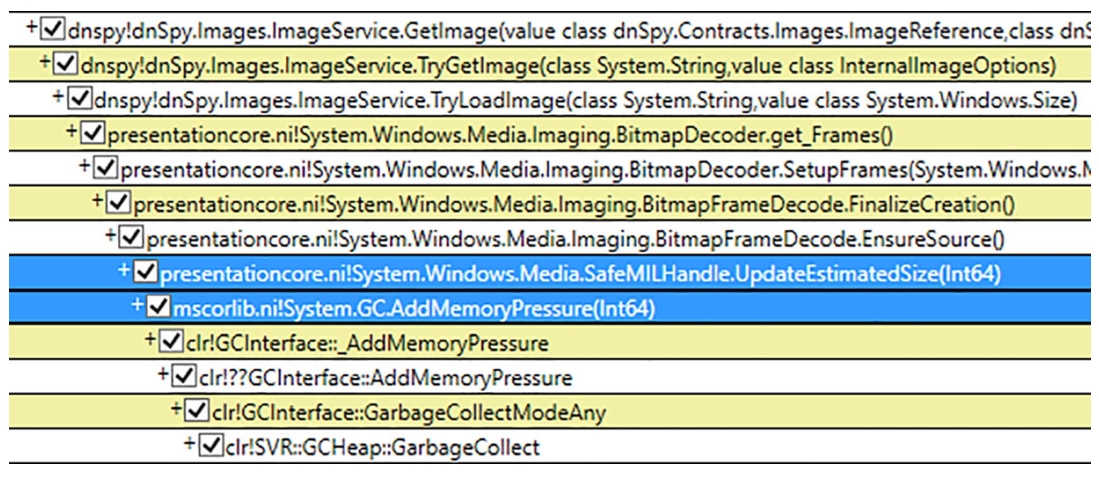 + dnspy!dnSpy.Images.ImageService.GetImage(value class dnSpy.Contracts.Images.ImageReference,class dnS
+ dnspy!dnSpy.Images.ImageService.TryGetImage(class System.String,value class InternalImageOptions)
+ dnspy!dnSpy.Images.ImageService.TryLoadImage(class System.String,value class System.Windows.Size)
+ presentationcore.ni!System.Windows.Media.Imaging.BitmapDecoder.get_Frames()
+ presentationcore.ni!System.Windows.Media.Imaging.BitmapDecoder.SetupFrames(System.Windows.M
+ presentationcore.ni!System.Windows.Media.Imaging.BitmapFrameDecode.FinalizeCreation()
+ presentationcore.ni!System.Windows.Media.Imaging.BitmapFrameDecode.EnsureSource()
+ presentationcore.ni!System.Windows.Media.SafeMILHandle.UpdateEstimatedSize(Int64)
+ mscorlib.ni!System.GC.AddMemoryPressure(Int64)
+ clr!GCInterface::_AddMemoryPressure
+ clr!??GCInterface::AddMemoryPressure
+ clr!GCInterface::GarbageCollectModeAny
+ clr!SVR::GCHeap::GarbageCollect